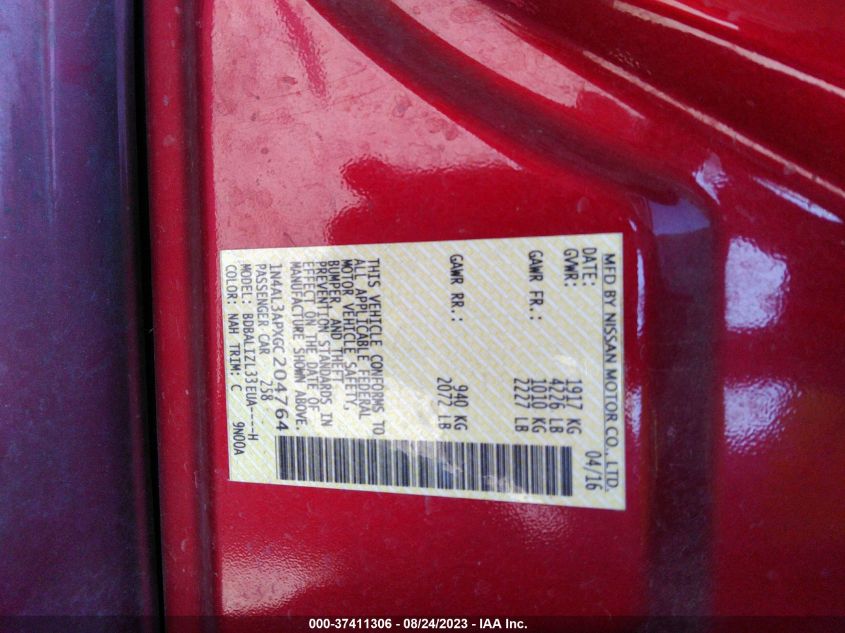 MFD BY NISSAN MOTOR CO., LTD.
DATE: 04/16
GVWR: 1917 KG
4226 LB
GAWR FR.: 1010 KG
2227 LB
GAWR RR.: 940 KG
2072 LB
THIS VEHICLE CONFORMS TO
ALL APPLICABLE FEDERAL
MOTOR VEHICLE SAFETY,
BUMPER, AND THEFT
PREVENTION STANDARDS IN
EFFECT ON THE DATE OF
MANUFACTURE SHOWN ABOVE.
1N4AL3APXGC204764
PASSENGER CAR 258
MODEL: BDBALIZL33EUA----H
COLOR: NAH TRIM: C 9N00A
000-37411306 - 08/24/2023 - IAA Inc.